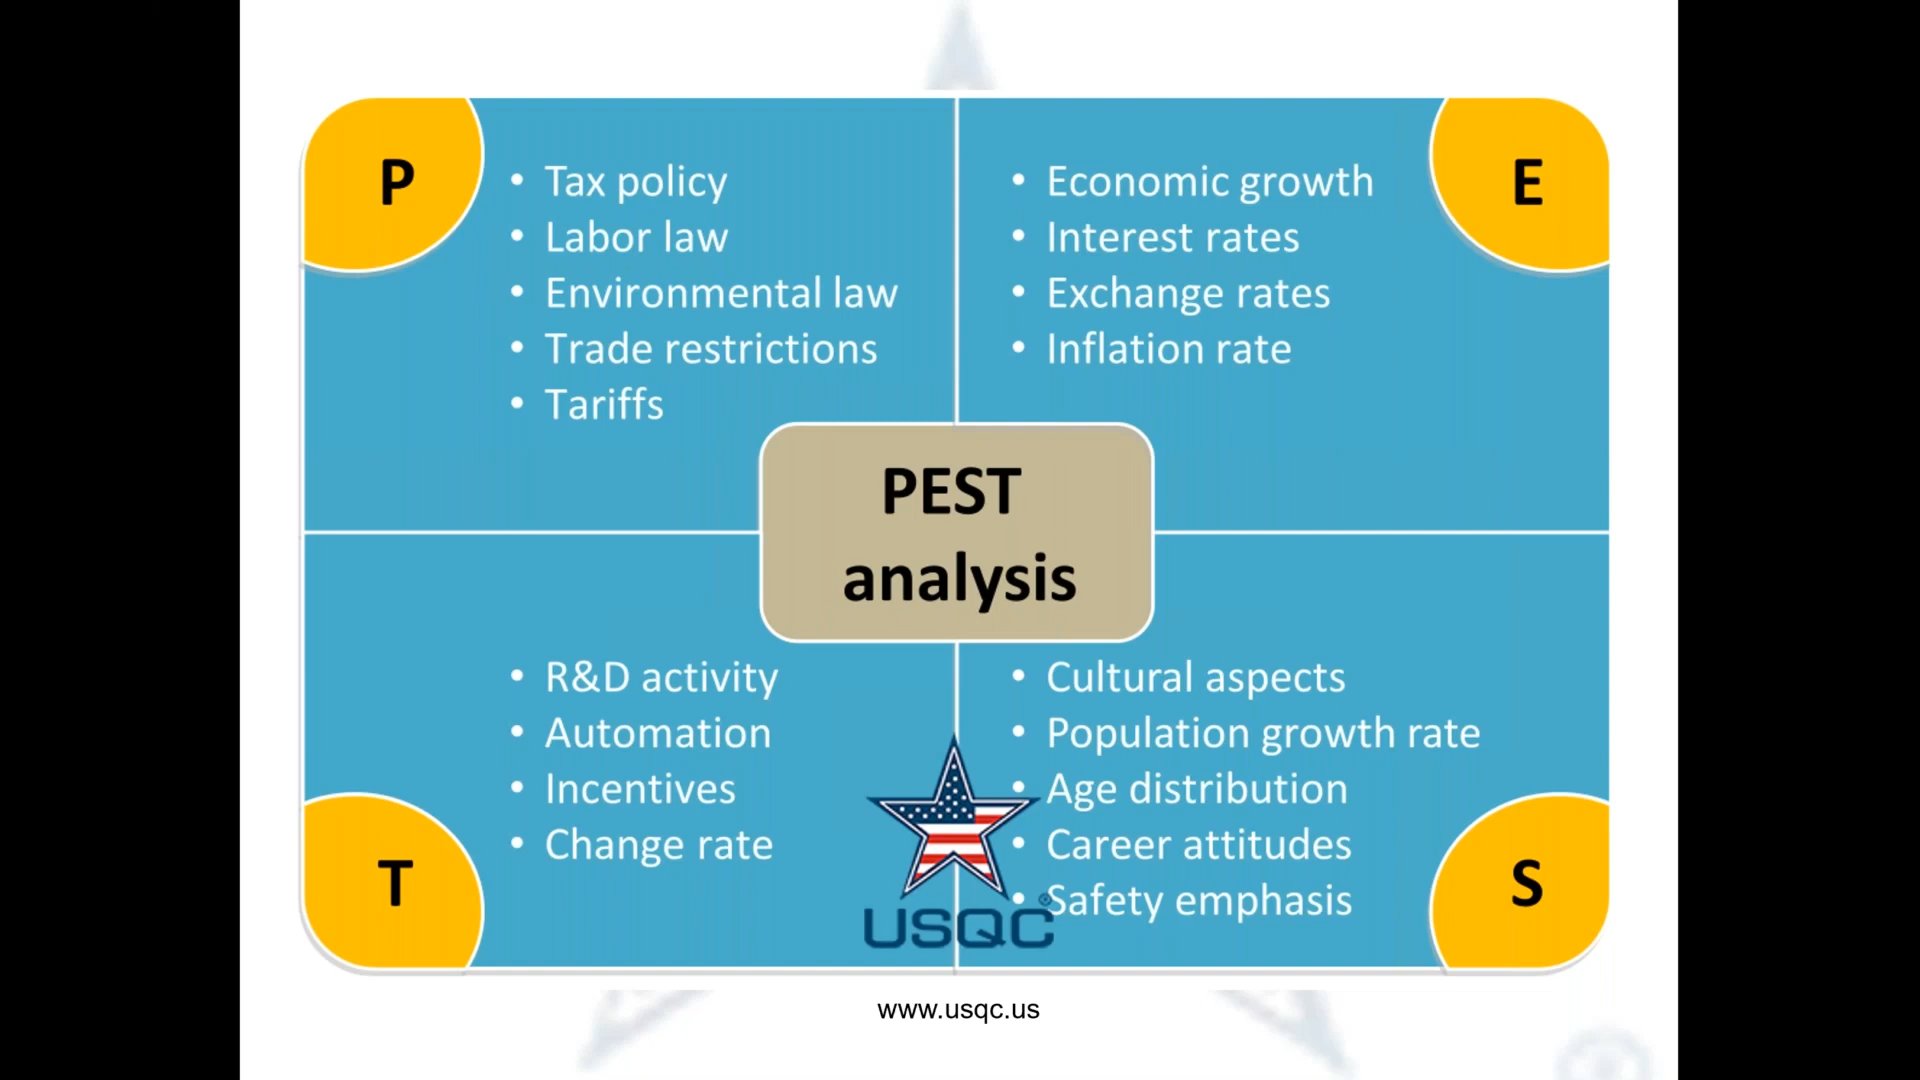 P
• Tax policy
• Labor law
• Environmental law
• Trade restrictions
• Tariffs
E
• Economic growth
• Interest rates
• Exchange rates
• Inflation rate
PEST
analysis
T
• R&D activity
• Automation
• Incentives
• Change rate
S
• Cultural aspects
• Population growth rate
• Age distribution
• Career attitudes
• Safety emphasis
USQC®
www.usqc.us